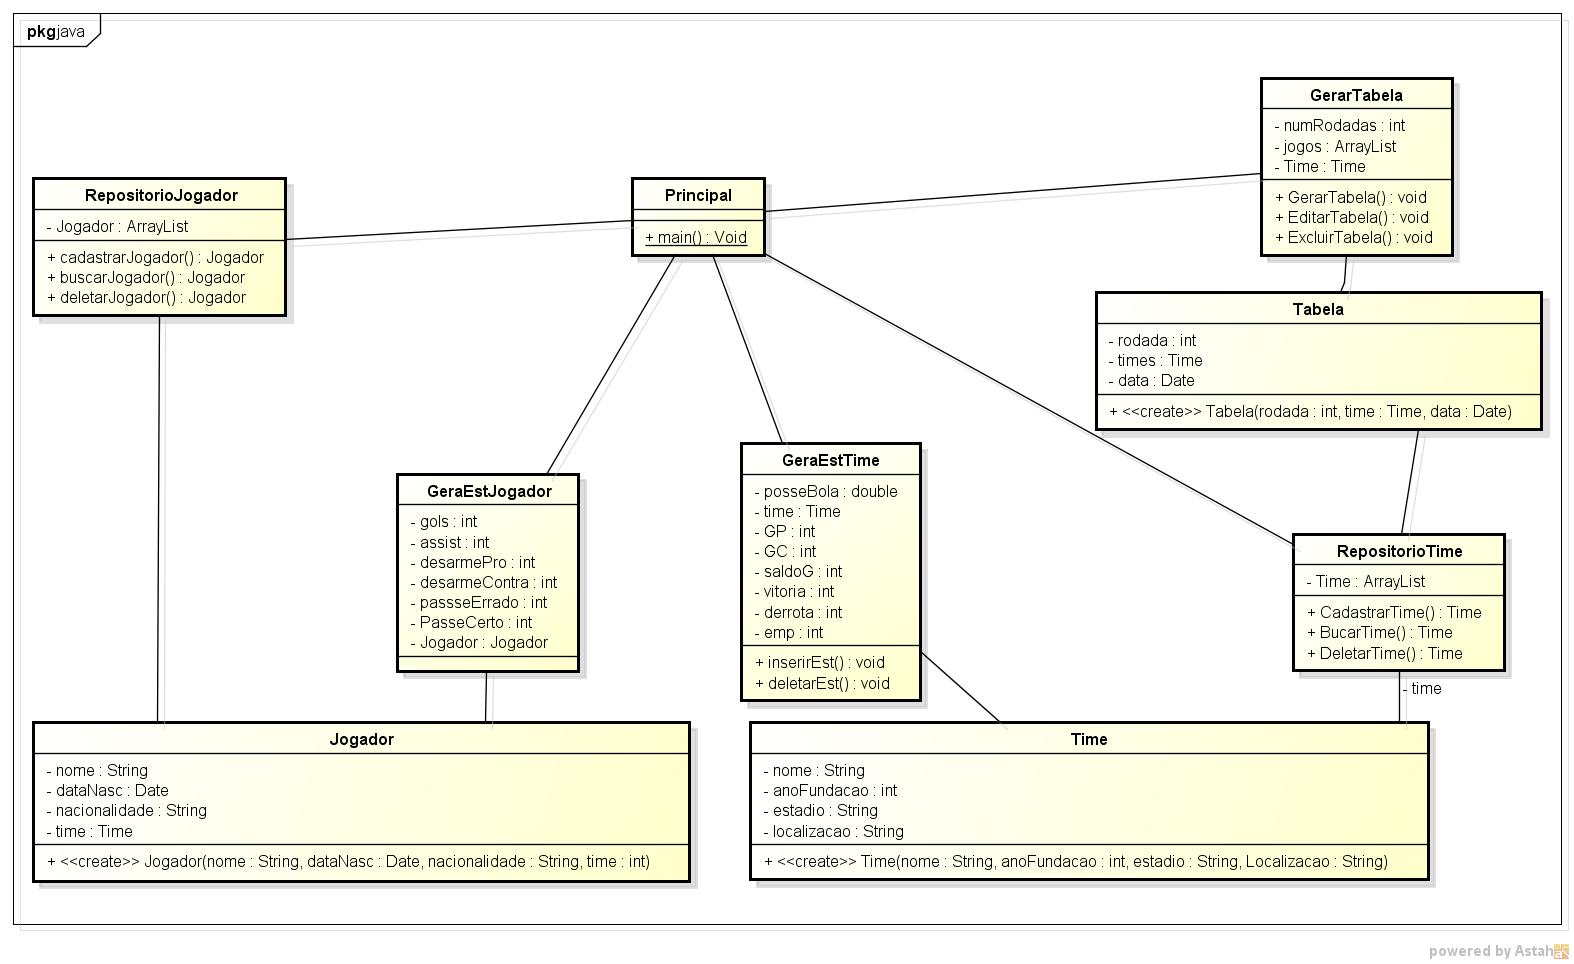 pkg java
GerarTabela
- numRodadas : int
- jogos : ArrayList
- Time : Time
+ GerarTabela() : void
+ EditarTabela() : void
+ ExcluirTabela() : void
RepositorioJogador
- Jogador : ArrayList
+ cadastrarJogador() : Jogador
+ buscarJogador() : Jogador
+ deletarJogador() : Jogador
Principal
+ main() : Void
Tabela
- rodada : int
- times : Time
- data : Date
+ <<create>> Tabela(rodada : int, time : Time, data : Date)
GeraEstJogador
- gols : int
- assist : int
- desarmePro : int
- desarmeContra : int
- passseErrado : int
- PasseCerto : int
- Jogador : Jogador
GeraEstTime
- posseBola : double
- time : Time
- GP : int
- GC : int
- saldoG : int
- vitoria : int
- derrota : int
- emp : int
+ inserirEst() : void
+ deletarEst() : void
RepositorioTime
- Time : ArrayList
+ CadastrarTime() : Time
+ BucarTime() : Time
+ DeletarTime() : Time
- time
Jogador
- nome : String
- dataNasc : Date
- nacionalidade : String
- time : Time
+ <<create>> Jogador(nome : String, dataNasc : Date, nacionalidade : String, time : int)
Time
- nome : String
- anoFundacao : int
- estadio : String
- localizacao : String
+ <<create>> Time(nome : String, anoFundacao : int, estadio : String, Localizacao : String)
powered by Astah